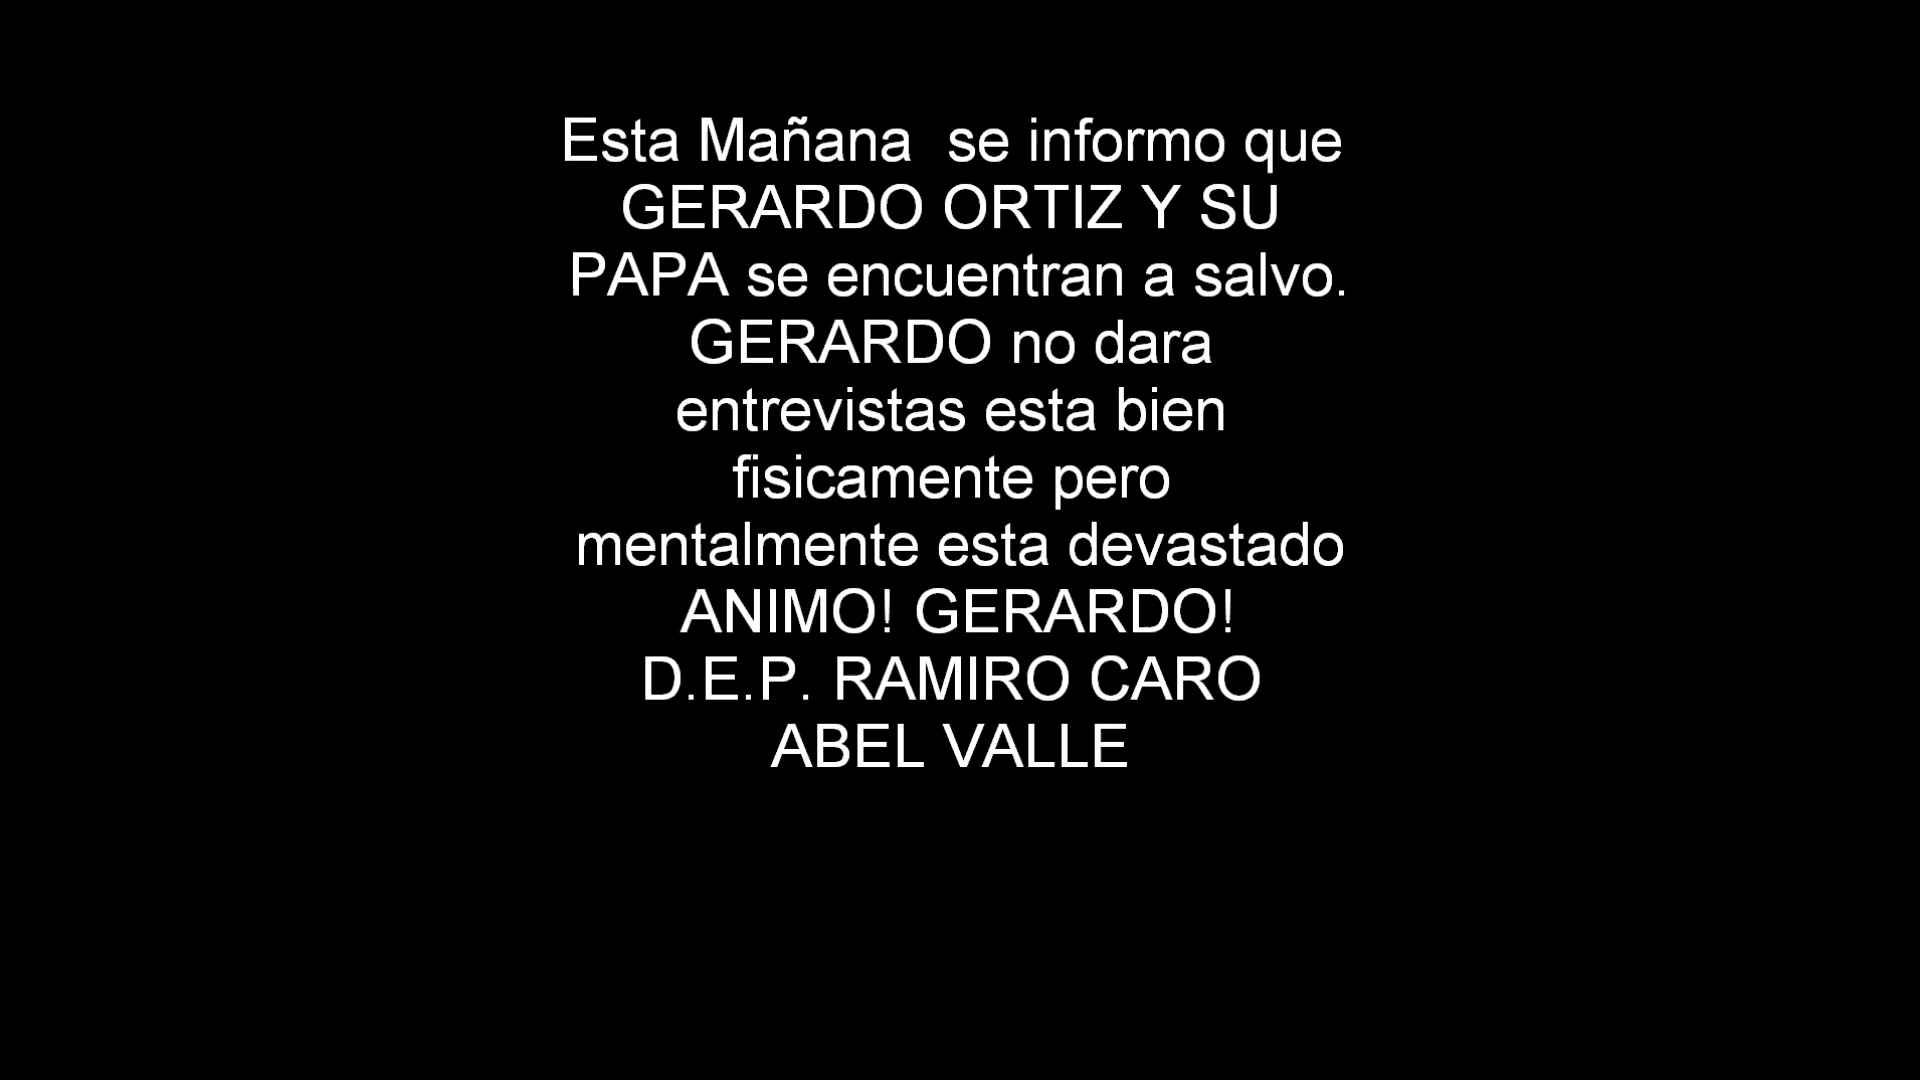 Esta Mañana  se informo que
GERARDO ORTIZ Y SU
PAPA se encuentran a salvo.
GERARDO no dara
entrevistas esta bien
fisicamente pero
mentalmente esta devastado
ANIMO! GERARDO!
D.E.P. RAMIRO CARO
ABEL VALLE